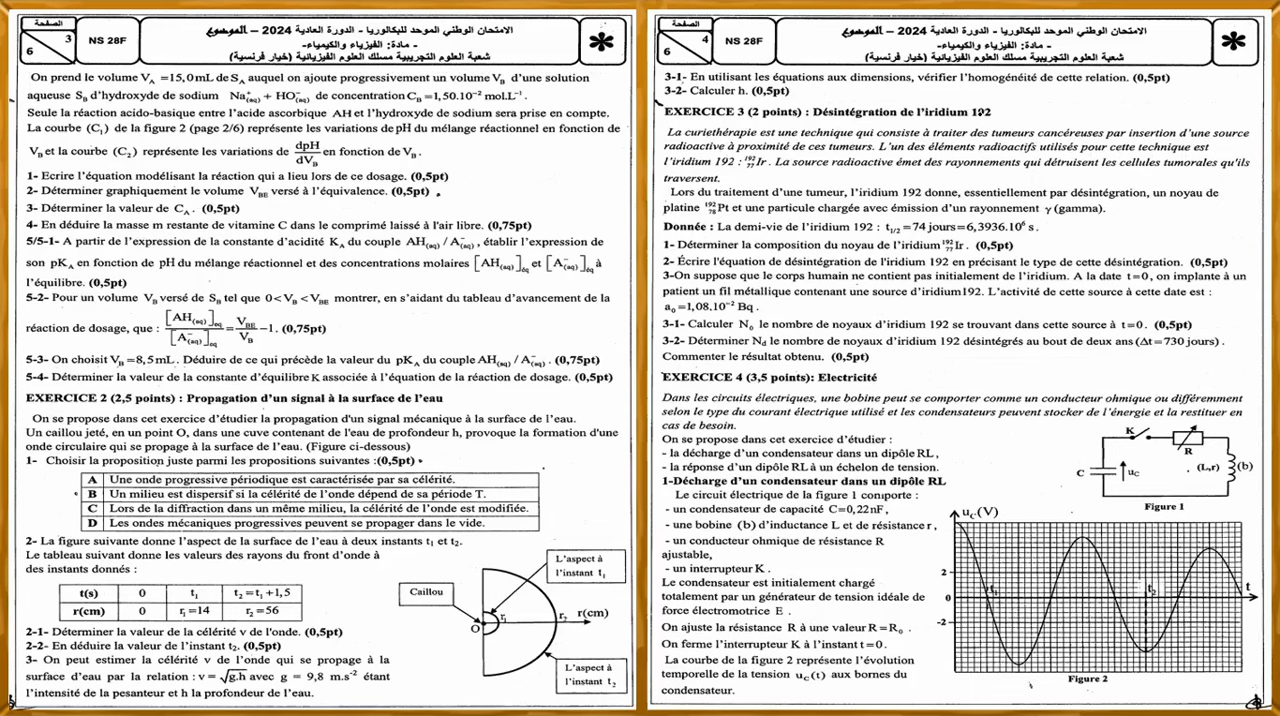 الصفحة
3
6
NS 28F
الامتحان الوطني الموحد للبكالوريا - الدورة العادية 2024 – الموضوع
- مادة: الفيزياء والكيمياء-
شعبة العلوم التجريبية مسلك العلوم الفيزيائية (خيار فرنسية)
On prend le volume V_A =15,0 mL de S_A auquel on ajoute progressivement un volume V_B d'une solution
aqueuse S_B d'hydroxyde de sodium Na⁺(aq) + HO⁻(aq) de concentration C_B =1,50.10⁻² mol.L⁻¹ .
Seule la réaction acido-basique entre l'acide ascorbique AH et l'hydroxyde de sodium sera prise en compte.
La courbe (C₁) de la figure 2 (page 2/6) représente les variations de pH du mélange réactionnel en fonction de
V_B et la courbe (C₂) représente les variations de dpH/dV_B en fonction de V_B .
1- Ecrire l'équation modélisant la réaction qui a lieu lors de ce dosage. (0,5pt)
2- Déterminer graphiquement le volume V_BE versé à l'équivalence. (0,5pt)
3- Déterminer la valeur de C_A . (0,5pt)
4- En déduire la masse m restante de vitamine C dans le comprimé laissé à l'air libre. (0,75pt)
5/5-1- A partir de l'expression de la constante d'acidité K_A du couple AH(aq) / A⁻(aq) , établir l'expression de
son pK_A en fonction de pH du mélange réactionnel et des concentrations molaires [AH(aq)]éq et [A⁻(aq)]éq à
l'équilibre. (0,5pt)
5-2- Pour un volume V_B versé de S_B tel que 0 < V_B < V_BE montrer, en s'aidant du tableau d'avancement de la
réaction de dosage, que : [AH(aq)]éq / [A⁻(aq)]éq = V_BE / V_B − 1 . (0,75pt)
5-3- On choisit V_B = 8,5 mL . Déduire de ce qui précède la valeur du pK_A du couple AH(aq) / A⁻(aq) . (0,75pt)
5-4- Déterminer la valeur de la constante d'équilibre K associée à l'équation de la réaction de dosage. (0,5pt)
EXERCICE 2 (2,5 points) : Propagation d'un signal à la surface de l'eau
On se propose dans cet exercice d'étudier la propagation d'un signal mécanique à la surface de l'eau.
Un caillou jeté, en un point O, dans une cuve contenant de l'eau de profondeur h, provoque la formation d'une
onde circulaire qui se propage à la surface de l'eau. (Figure ci-dessous)
1- Choisir la proposition juste parmi les propositions suivantes :(0,5pt)
A Une onde progressive périodique est caractérisée par sa célérité.
B Un milieu est dispersif si la célérité de l'onde dépend de sa période T.
C Lors de la diffraction dans un même milieu, la célérité de l'onde est modifiée.
D Les ondes mécaniques progressives peuvent se propager dans le vide.
2- La figure suivante donne l'aspect de la surface de l'eau à deux instants t₁ et t₂.
Le tableau suivant donne les valeurs des rayons du front d'onde à
des instants donnés :
t(s) 0 t₁ t₂ = t₁ +1,5
r(cm) 0 r₁ =14 r₂ =56
2-1- Déterminer la valeur de la célérité v de l'onde. (0,5pt)
2-2- En déduire la valeur de l'instant t₂. (0,5pt)
3- On peut estimer la célérité v de l'onde qui se propage à la
surface d'eau par la relation : v = √g.h avec g = 9,8 m.s⁻² étant
l'intensité de la pesanteur et h la profondeur de l'eau.
Caillou
L'aspect à
l'instant t₁
O
r₁
r₂
r(cm)
L'aspect à
l'instant t₂
الصفحة
4
6
NS 28F
الامتحان الوطني الموحد للبكالوريا - الدورة العادية 2024 – الموضوع
- مادة: الفيزياء والكيمياء-
شعبة العلوم التجريبية مسلك العلوم الفيزيائية (خيار فرنسية)
3-1- En utilisant les équations aux dimensions, vérifier l'homogénéité de cette relation. (0,5pt)
3-2- Calculer h. (0,5pt)
EXERCICE 3 (2 points) : Désintégration de l'iridium 192
La curiethérapie est une technique qui consiste à traiter des tumeurs cancéreuses par insertion d'une source
radioactive à proximité de ces tumeurs. L'un des éléments radioactifs utilisés pour cette technique est
l'iridium 192 : ¹⁹²₇₇Ir . La source radioactive émet des rayonnements qui détruisent les cellules tumorales qu'ils
traversent.
Lors du traitement d'une tumeur, l'iridium 192 donne, essentiellement par désintégration, un noyau de
platine ¹⁹²₇₈Pt et une particule chargée avec émission d'un rayonnement γ (gamma).
Donnée : La demi-vie de l'iridium 192 : t₁/₂ = 74 jours = 6,3936.10⁶ s .
1- Déterminer la composition du noyau de l'iridium ¹⁹²₇₇Ir . (0,5pt)
2- Écrire l'équation de désintégration de l'iridium 192 en précisant le type de cette désintégration. (0,5pt)
3-On suppose que le corps humain ne contient pas initialement de l'iridium. A la date t=0, on implante à un
patient un fil métallique contenant une source d'iridium192. L'activité de cette source à cette date est :
a₀ =1,08.10⁻² Bq .
3-1- Calculer N₀ le nombre de noyaux d'iridium 192 se trouvant dans cette source à t=0. (0,5pt)
3-2- Déterminer N_d le nombre de noyaux d'iridium 192 désintégrés au bout de deux ans (Δt=730 jours) .
Commenter le résultat obtenu. (0,5pt)
EXERCICE 4 (3,5 points): Electricité
Dans les circuits électriques, une bobine peut se comporter comme un conducteur ohmique ou différemment
selon le type du courant électrique utilisé et les condensateurs peuvent stocker de l'énergie et la restituer en
cas de besoin.
On se propose dans cet exercice d'étudier :
- la décharge d'un condensateur dans un dipôle RL,
- la réponse d'un dipôle RL à un échelon de tension.
1-Décharge d'un condensateur dans un dipôle RL
Le circuit électrique de la figure 1 comporte :
- un condensateur de capacité C=0,22nF,
- une bobine (b) d'inductance L et de résistance r,
- un conducteur ohmique de résistance R
ajustable,
- un interrupteur K .
Le condensateur est initialement chargé
totalement par un générateur de tension idéale de
force électromotrice E .
On ajuste la résistance R à une valeur R=R₀ .
On ferme l'interrupteur K à l'instant t=0.
La courbe de la figure 2 représente l'évolution
temporelle de la tension u_C(t) aux bornes du
condensateur.
K
R
C
u_C
(L,r)
(b)
Figure 1
u_C(V)
2
0
-2
t₁
t₂
t
Figure 2